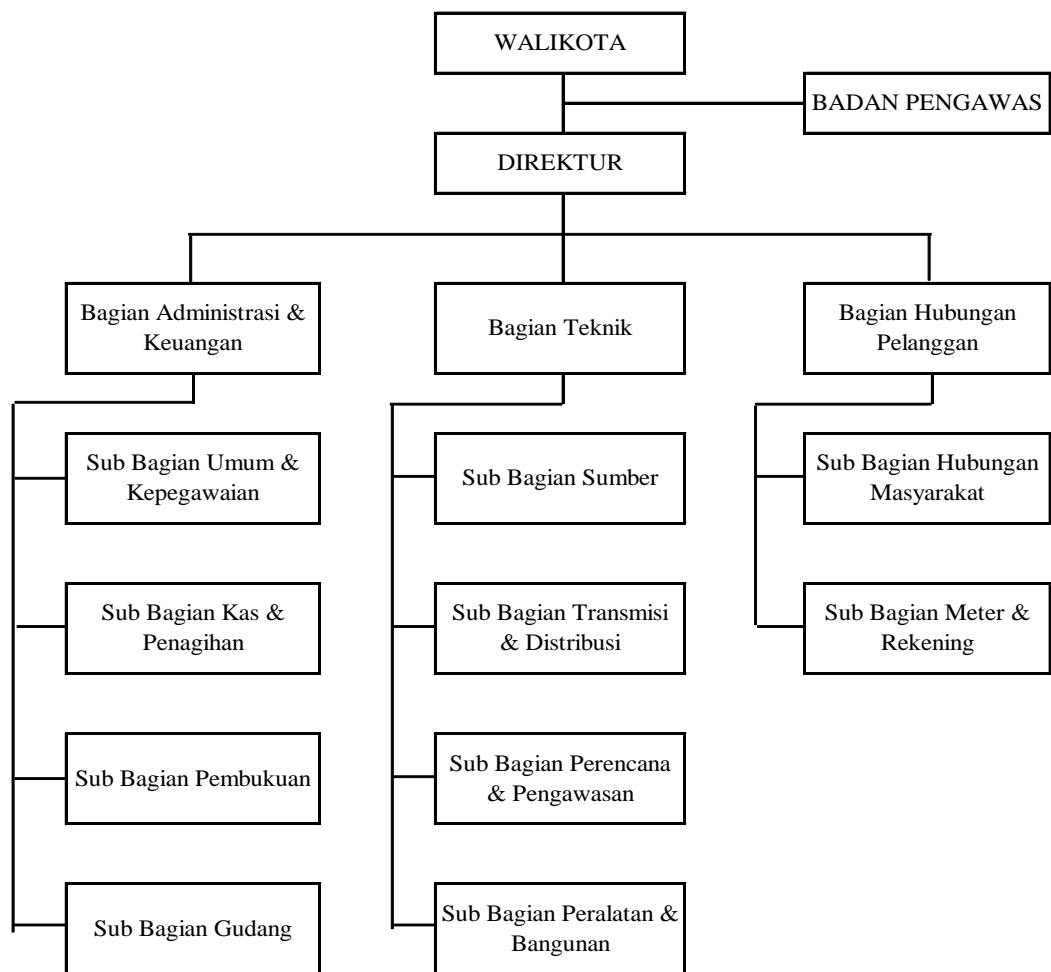 WALIKOTA
BADAN PENGAWAS
DIREKTUR
Bagian Administrasi &
Keuangan
Bagian Teknik
Bagian Hubungan
Pelanggan
Sub Bagian Umum &
Kepegawaian
Sub Bagian Sumber
Sub Bagian Hubungan
Masyarakat
Sub Bagian Kas &
Penagihan
Sub Bagian Transmisi
& Distribusi
Sub Bagian Meter &
Rekening
Sub Bagian Pembukuan
Sub Bagian Perencana
& Pengawasan
Sub Bagian Gudang
Sub Bagian Peralatan &
Bangunan